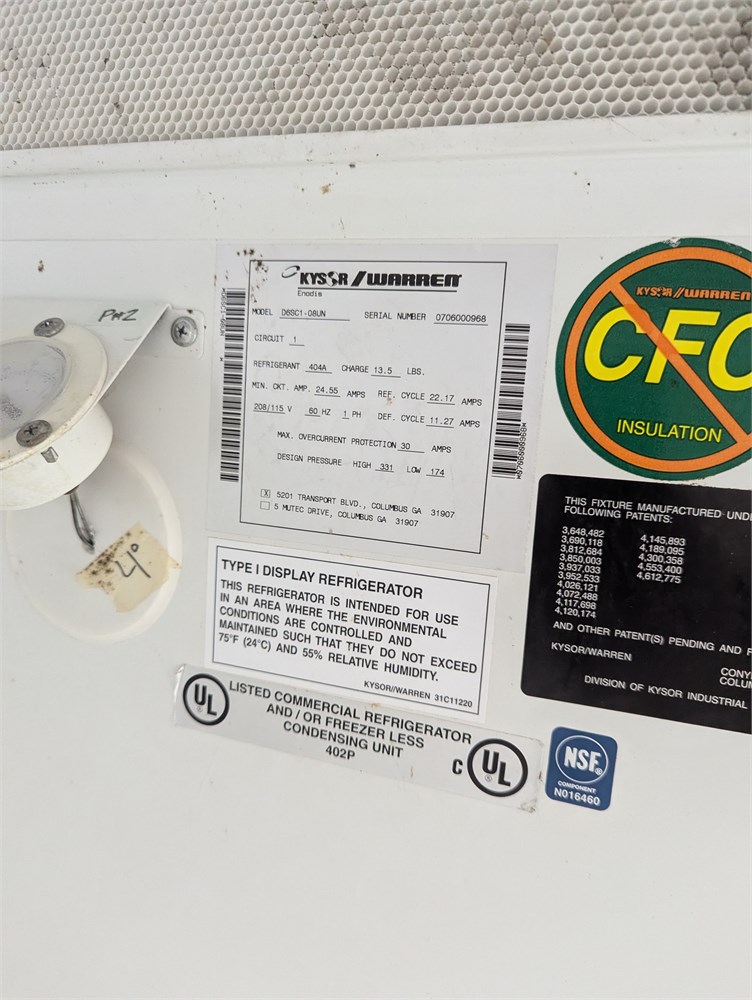 KYSOR//WARREN
Enodis
MODEL D6SC1-08UN SERIAL NUMBER 0706000968
CIRCUIT 1
REFRIGERANT 404A CHARGE 13.5 LBS.
MIN. CKT. AMP. 24.55 AMPS REF. CYCLE 22.17 AMPS
208/115 V 60 HZ 1 PH DEF. CYCLE 11.27 AMPS
MAX. OVERCURRENT PROTECTION 30 AMPS
DESIGN PRESSURE HIGH 331 LOW 174
X 5201 TRANSPORT BLVD., COLUMBUS GA 31907
5 MUTEC DRIVE, COLUMBUS GA 31907
KYSOR//WARREN
CFC
INSULATION
PM2
4°
TYPE I DISPLAY REFRIGERATOR
THIS REFRIGERATOR IS INTENDED FOR USE
IN AN AREA WHERE THE ENVIRONMENTAL
CONDITIONS ARE CONTROLLED AND
MAINTAINED SUCH THAT THEY DO NOT EXCEED
75°F (24°C) AND 55% RELATIVE HUMIDITY.
KYSOR//WARREN 31C11220
UL LISTED COMMERCIAL REFRIGERATOR
AND / OR FREEZER LESS
CONDENSING UNIT
402P
C UL ®
THIS FIXTURE MANUFACTURED UND
FOLLOWING PATENTS:
3,648,482 4,145,893
3,690,118 4,189,095
3,812,684 4,300,358
3,850,003 4,553,400
3,937,033 4,612,775
3,952,533
4,026,121
4,072,488
4,117,698
4,120,174
AND OTHER PATENT(S) PENDING AND F
KYSOR/WARREN CONY
COLUM
DIVISION OF KYSOR INDUSTRIAL
NSF®
COMPONENT
N016460